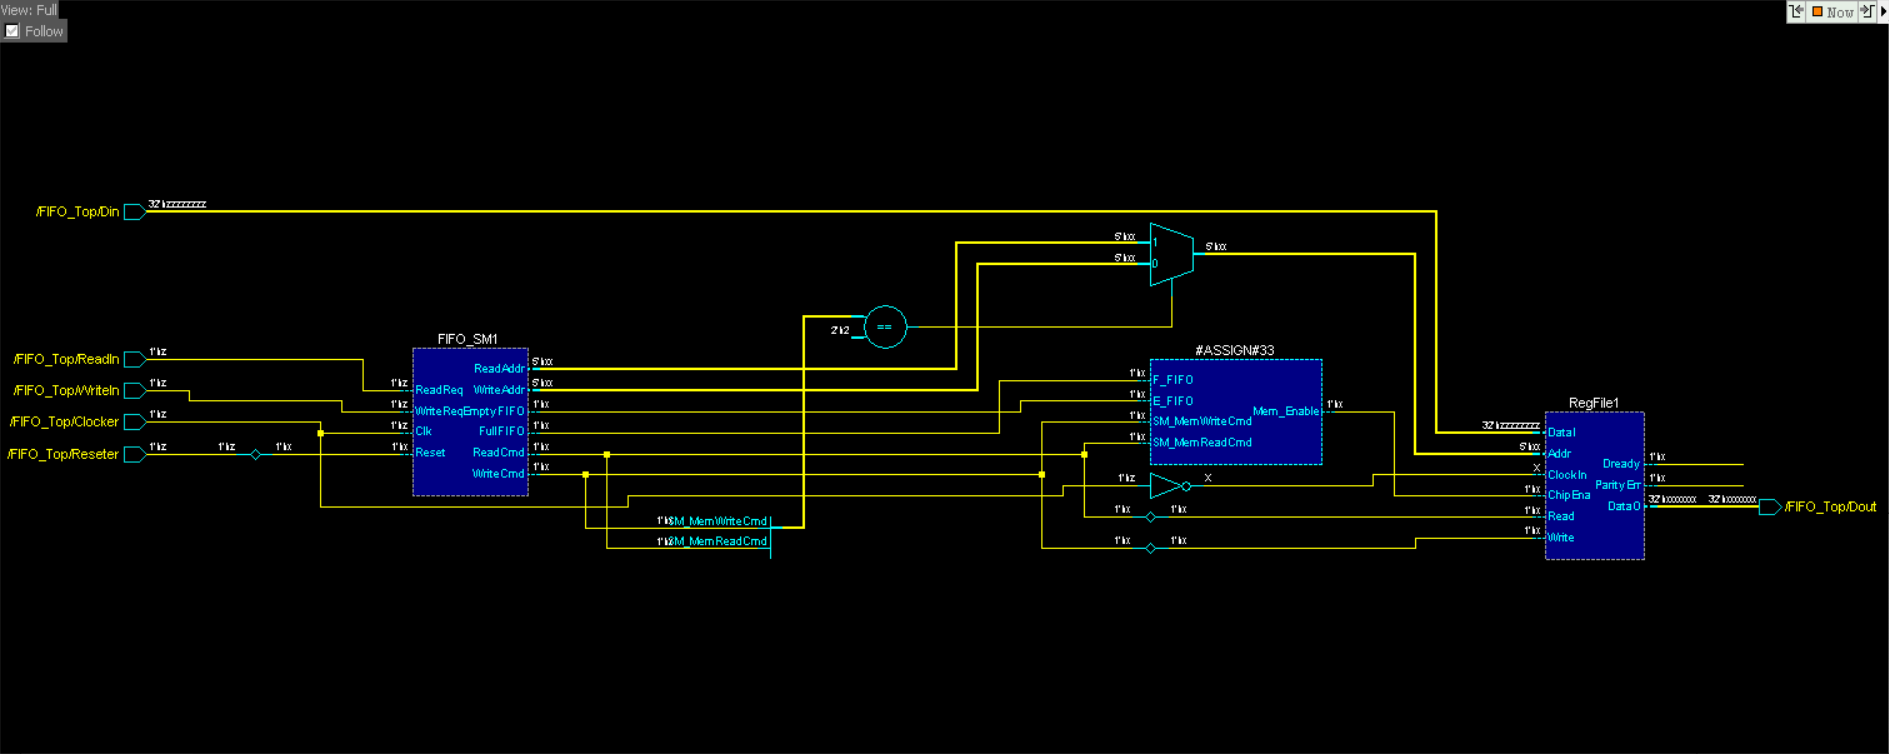 View: Full
Follow
Now
/FIFO_Top/Din
32'hzzzzzzzz
5'hxx
1
5'hxx
5'hxx
0
2'h2
==
FIFO_SM1
#ASSIGN#33
/FIFO_Top/ReadIn
1'hz
/FIFO_Top/WriteIn
1'hz
/FIFO_Top/Clocker
1'hz
/FIFO_Top/Reseter
1'hz
1'hz
1'hx
1'hz
ReadReq
1'hz
WriteReq
1'hz
Clk
1'hx
Reset
ReadAddr
5'hxx
WriteAddr
5'hxx
EmptyFIFO
1'hx
FullFIFO
1'hx
ReadCmd
1'hx
WriteCmd
1'hx
SM_MemWriteCmd
SM_MemReadCmd
1'hx
F_FIFO
1'hx
E_FIFO
1'hx
SM_MemWriteCmd
1'hx
SM_MemReadCmd
Mem_Enable
1'hx
1'hz
X
1'hx
1'hx
1'hx
1'hx
RegFile1
32'hzzzzzzzz
DataI
5'hxx
Addr
X
ClockIn
1'hx
ChipEna
1'hx
Read
1'hx
Write
Dready
1'hx
ParityErr
1'hx
DataO
32'hxxxxxxxx
32'hxxxxxxxx
/FIFO_Top/Dout